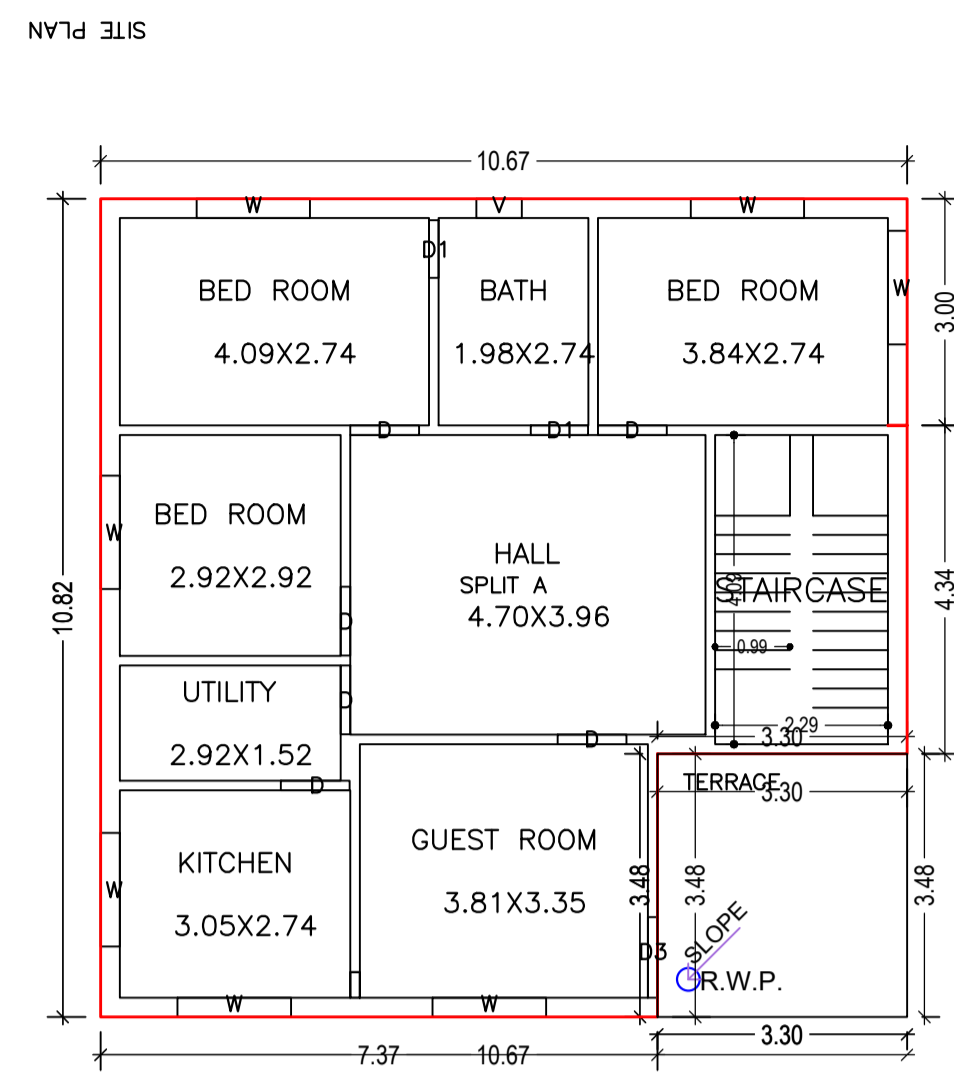 SITE PLAN
10.67
W
V
W
D1
BED ROOM
BATH
BED ROOM
W
3.00
4.09X2.74
1.98X2.74
3.84X2.74
D
D1
D
BED ROOM
W
2.92X2.92
HALL
SPLIT A
4.70X3.96
STAIRCASE
4.09
4.34
10.82
D
0.99
UTILITY
D
2.29
3.30
2.92X1.52
D
D
TERRACE
3.30
GUEST ROOM
KITCHEN
W
3.48
3.48
3.48
3.81X3.35
3.05X2.74
SLOPE
D3
R.W.P.
W
W
3.30
7.37
10.67